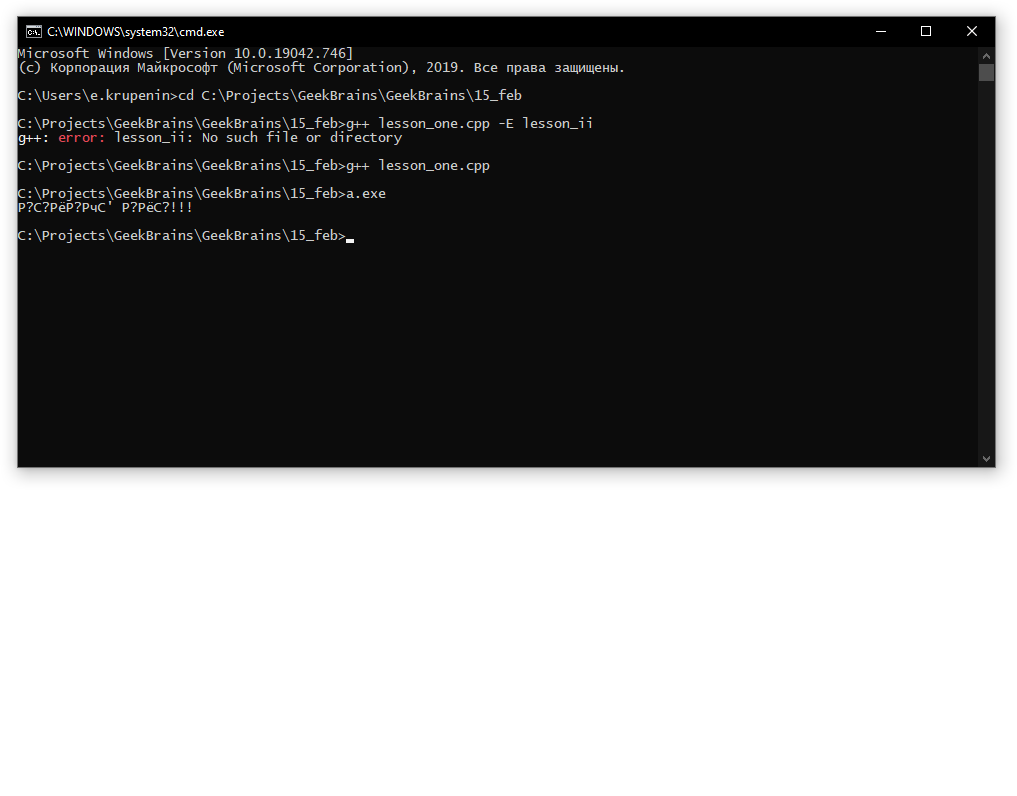 C:\WINDOWS\system32\cmd.exe
Microsoft Windows [Version 10.0.19042.746]
(c) Корпорация Майкрософт (Microsoft Corporation), 2019. Все права защищены.
C:\Users\e.krupenin>cd C:\Projects\GeekBrains\GeekBrains\15_feb
C:\Projects\GeekBrains\GeekBrains\15_feb>g++ lesson_one.cpp -E lesson_ii
g++: error: lesson_ii: No such file or directory
C:\Projects\GeekBrains\GeekBrains\15_feb>g++ lesson_one.cpp
C:\Projects\GeekBrains\GeekBrains\15_feb>a.exe
Р?С?РёР?РчС' Р?РёС?!!!
C:\Projects\GeekBrains\GeekBrains\15_feb>